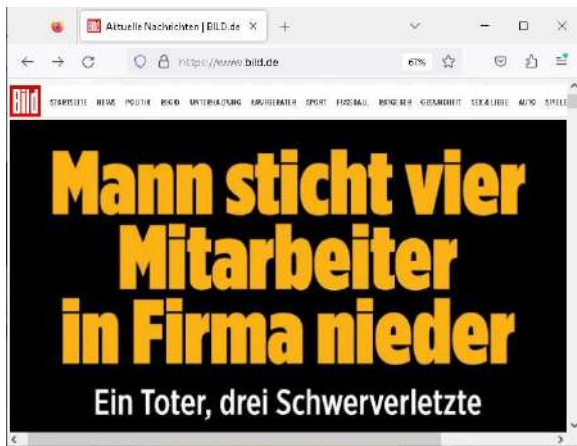 Aktuelle Nachrichten | BILD.de
https://www.bild.de
67%
Bild
STARTSEITE NEWS POLITIK REGIO UNTERHALTUNG KAUFBERATER SPORT FUSSBALL RATGEBER GESUNDHEIT SEX & LIEBE AUTO SPIELE
Mann sticht vier
Mitarbeiter
in Firma nieder
Ein Toter, drei Schwerverletzte